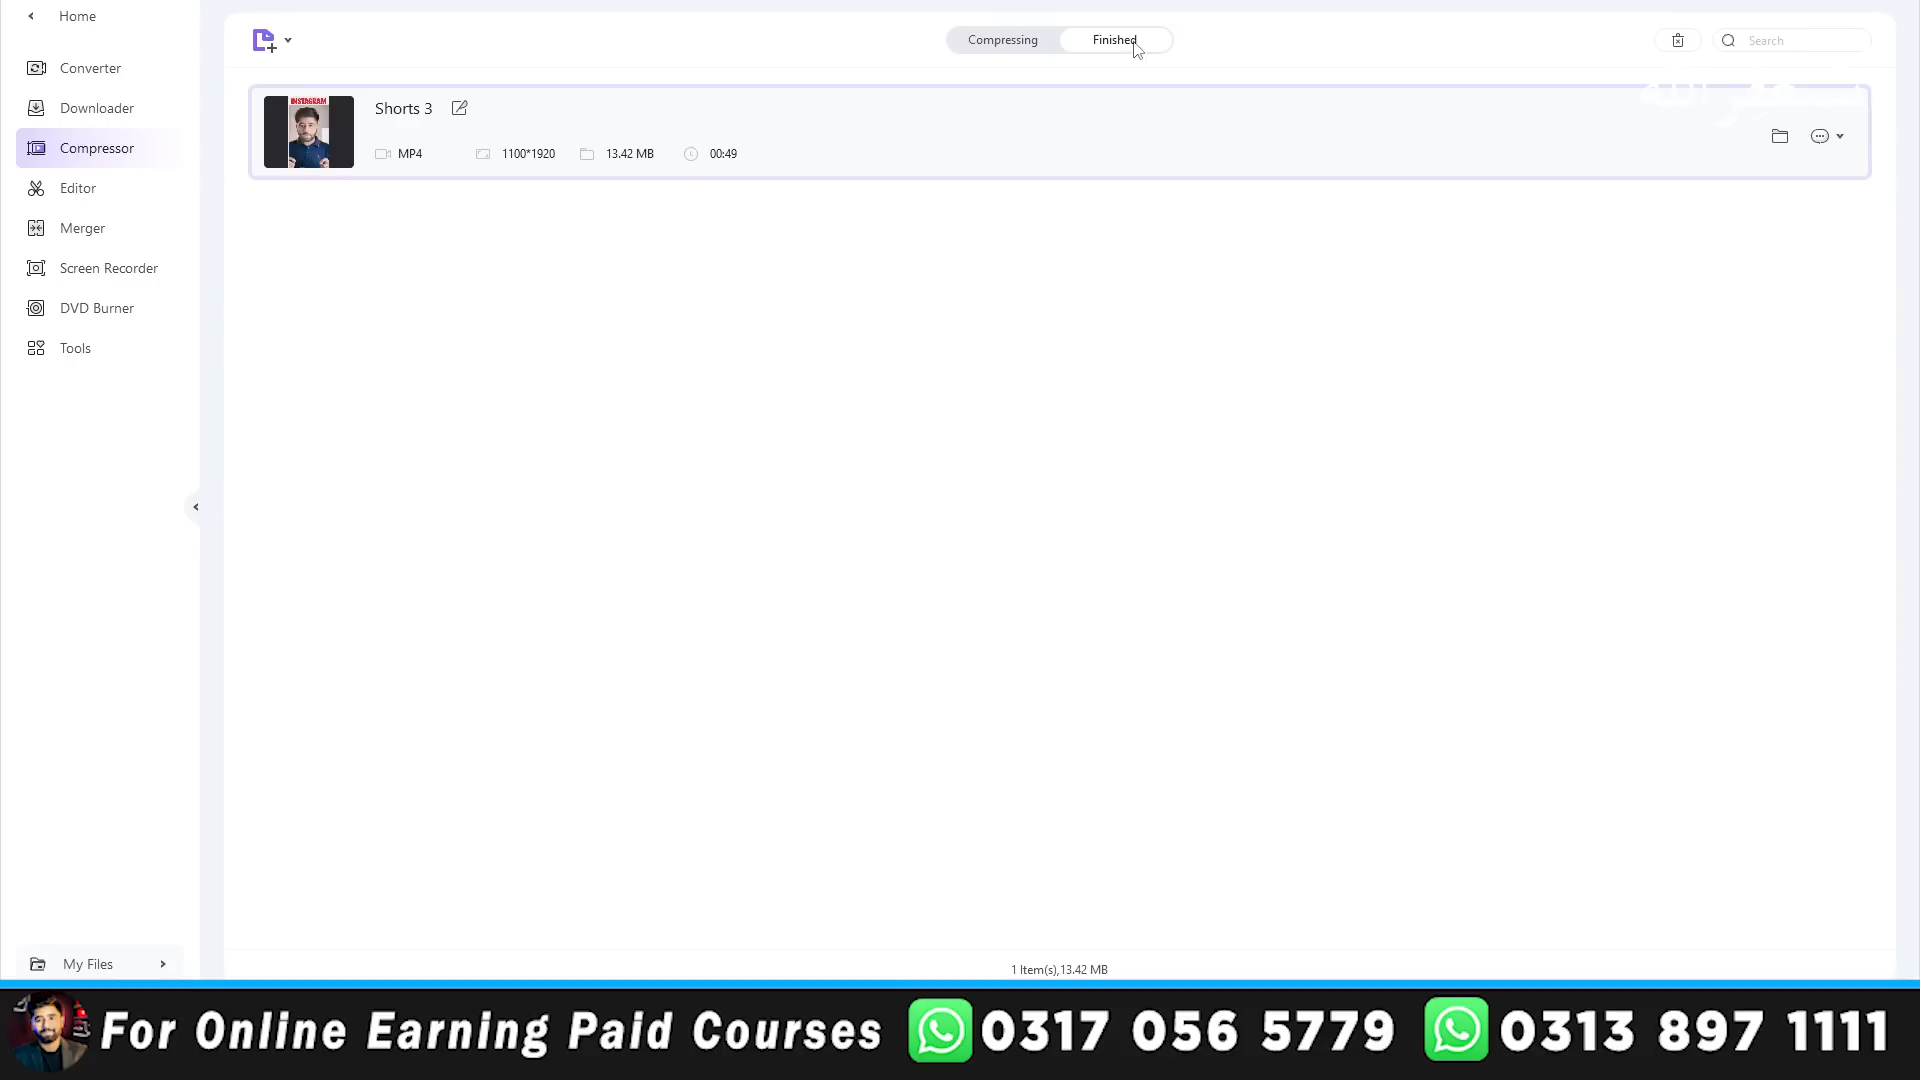 Home
Converter
Downloader
Compressor
Editor
Merger
Screen Recorder
DVD Burner
Tools
My Files
Compressing
Finished
Search
INSTAGRAM
Shorts 3
MP4
1100*1920
13.42 MB
00:49
1 Item(s),13.42 MB
For Online Earning Paid Courses
0317 056 5779
0313 897 1111